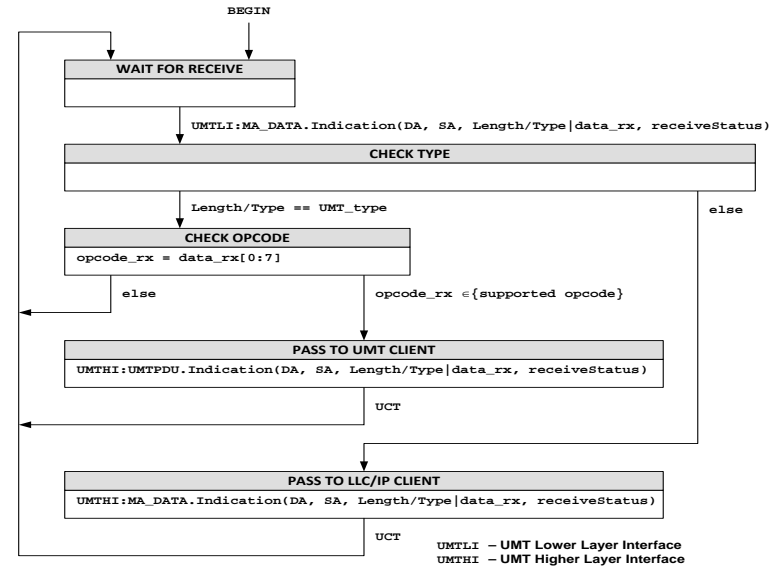 BEGIN
WAIT FOR RECEIVE
UMTLI:MA_DATA.Indication(DA, SA, Length/Type|data_rx, receiveStatus)
CHECK TYPE
Length/Type == UMT_type
else
CHECK OPCODE
opcode_rx = data_rx[0:7]
else
opcode_rx ∈{supported opcode}
PASS TO UMT CLIENT
UMTHI:UMTPDU.Indication(DA, SA, Length/Type|data_rx, receiveStatus)
UCT
PASS TO LLC/IP CLIENT
UMTHI:MA_DATA.Indication(DA, SA, Length/Type|data_rx, receiveStatus)
UCT
UMTLI – UMT Lower Layer Interface
UMTHI – UMT Higher Layer Interface